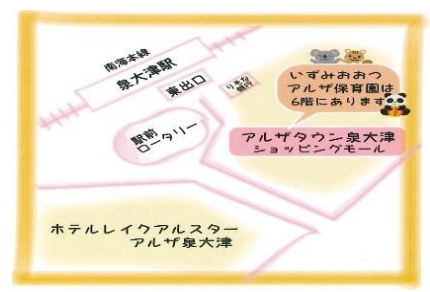 南海本線
泉大津駅
東出口
りそな
銀行
いずみおおつ
アルザ保育園は
6階にあります
駅前
ロータリー
アルザタウン泉大津
ショッピングモール
ホテルレイクアルスター
アルザ泉大津